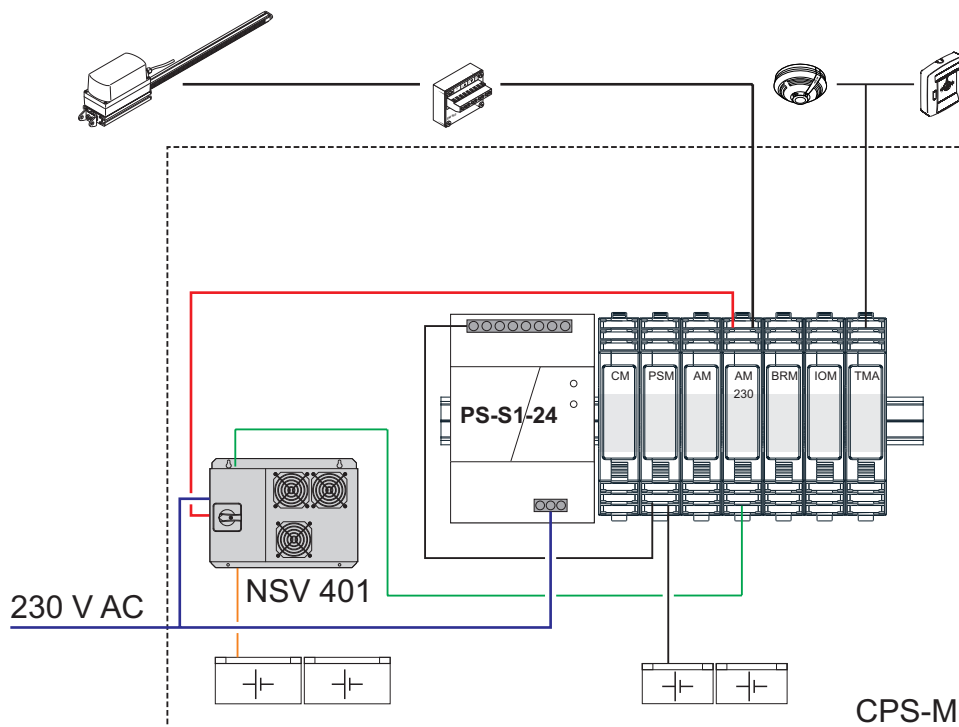 CM PSM AM AM BRM IOM TMA
230
PS-S1-24
NSV 401
230 V AC
CPS-M